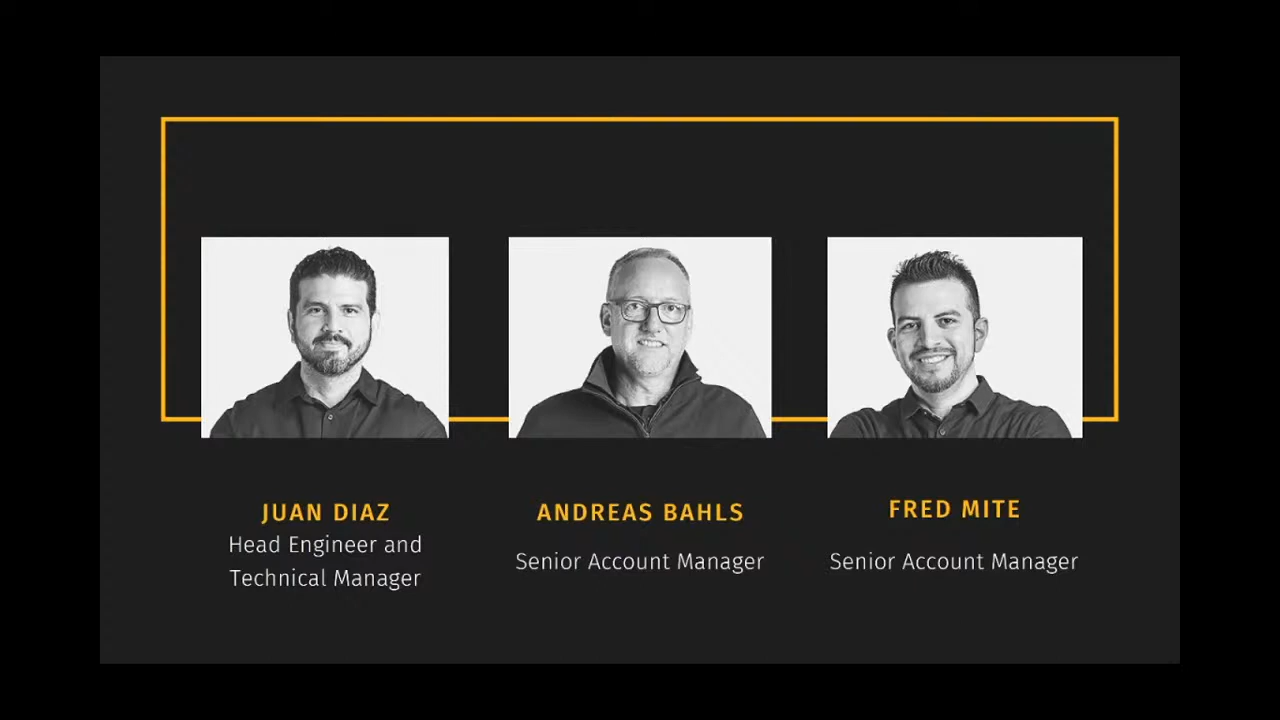 JUAN DIAZ
Head Engineer and
Technical Manager
ANDREAS BAHLS
Senior Account Manager
FRED MITE
Senior Account Manager